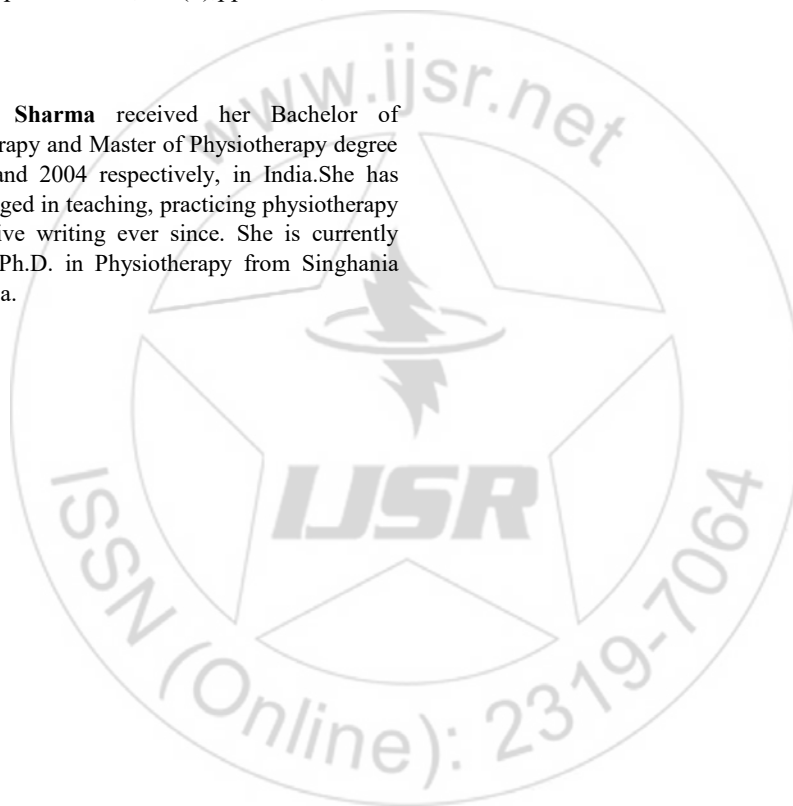 Sharma received her Bachelor of
rapy and Master of Physiotherapy degree
and 2004 respectively, in India.She has
ged in teaching, practicing physiotherapy
ive writing ever since. She is currently
Ph.D. in Physiotherapy from Singhania
a.
www.ijsr.net
IJSR
ISSN (Online): 2319-7064